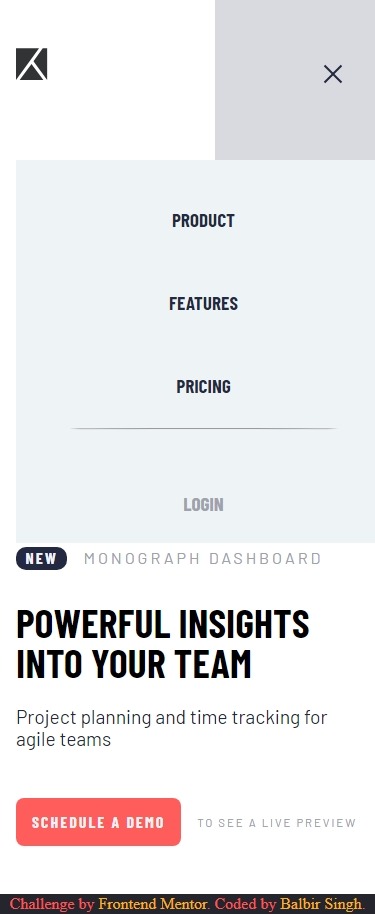 PRODUCT
FEATURES
PRICING
LOGIN
NEW MONOGRAPH DASHBOARD
POWERFUL INSIGHTS
INTO YOUR TEAM
Project planning and time tracking for
agile teams
SCHEDULE A DEMO TO SEE A LIVE PREVIEW
Challenge by Frontend Mentor. Coded by Balbir Singh.